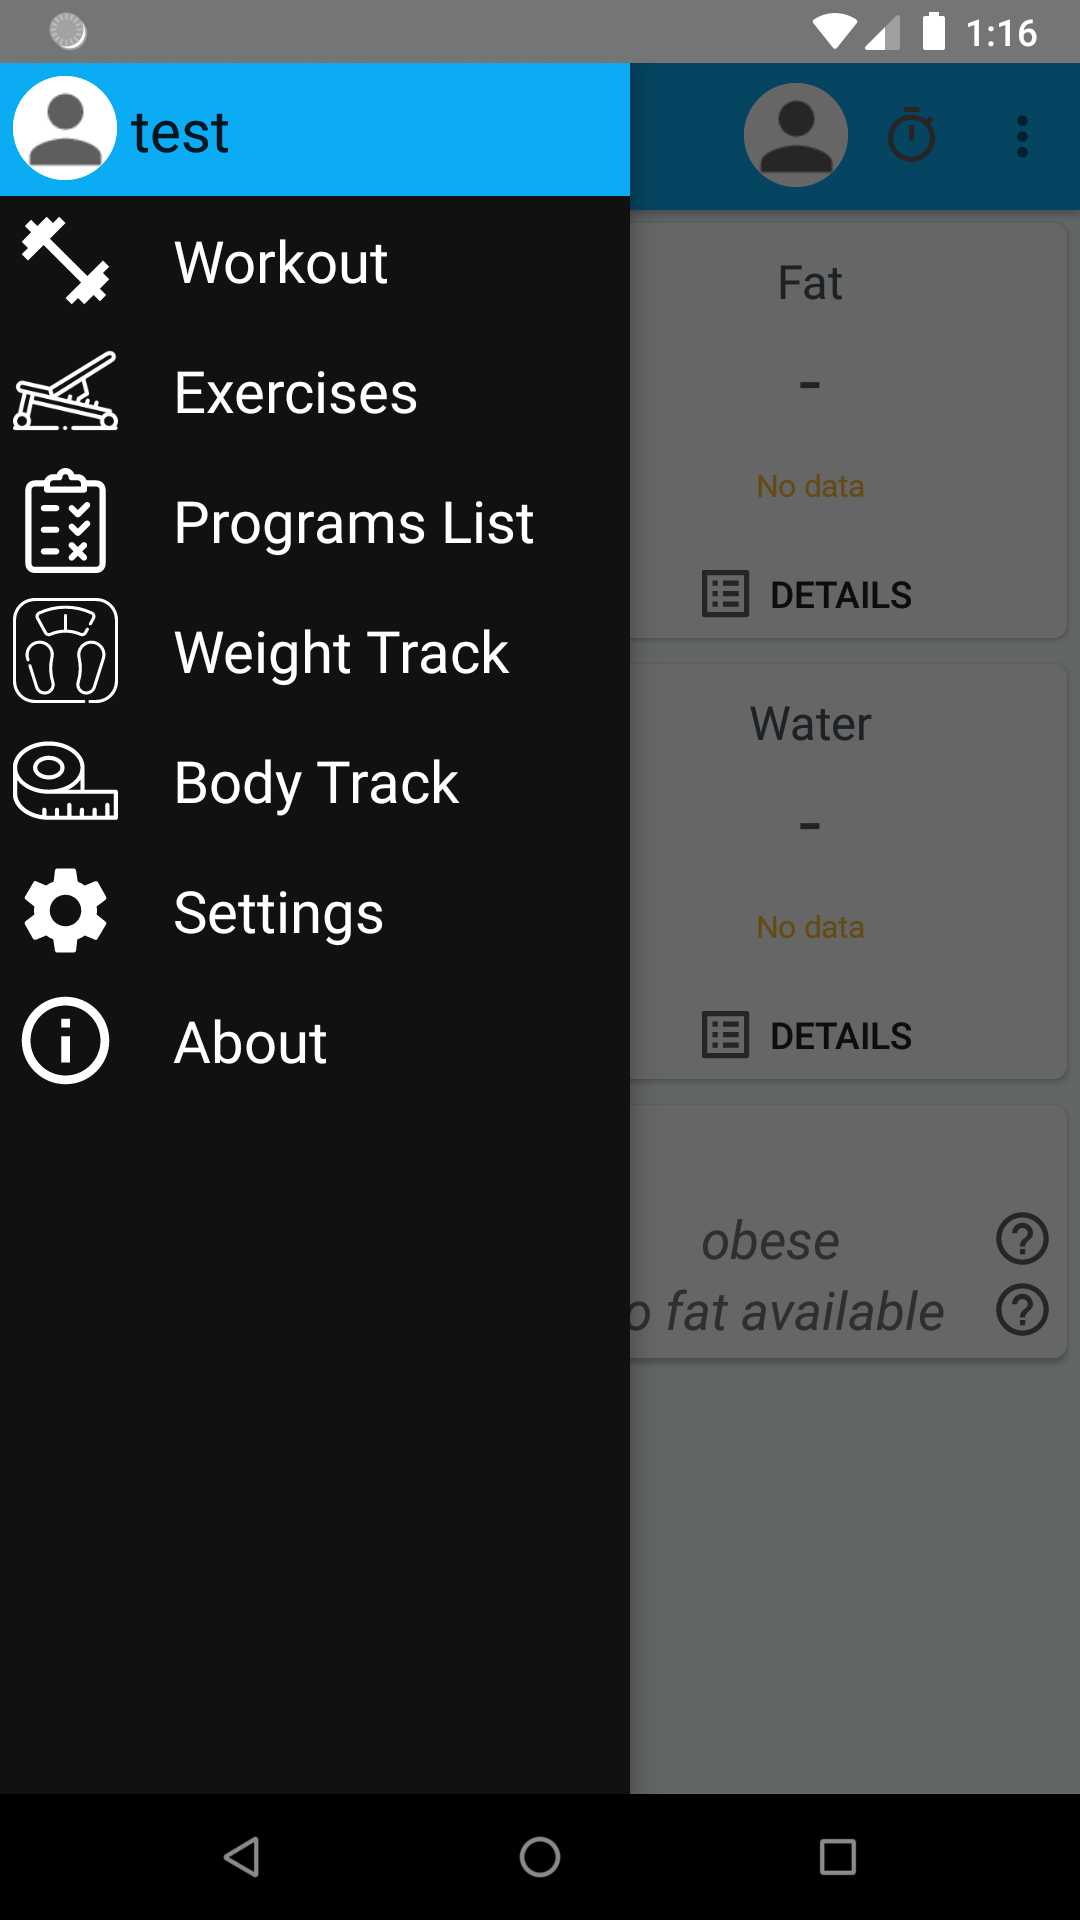 1:16
test
Workout
Exercises
Programs List
Weight Track
Body Track
Settings
About
Fat
-
No data
DETAILS
Water
-
No data
DETAILS
obese
fat available